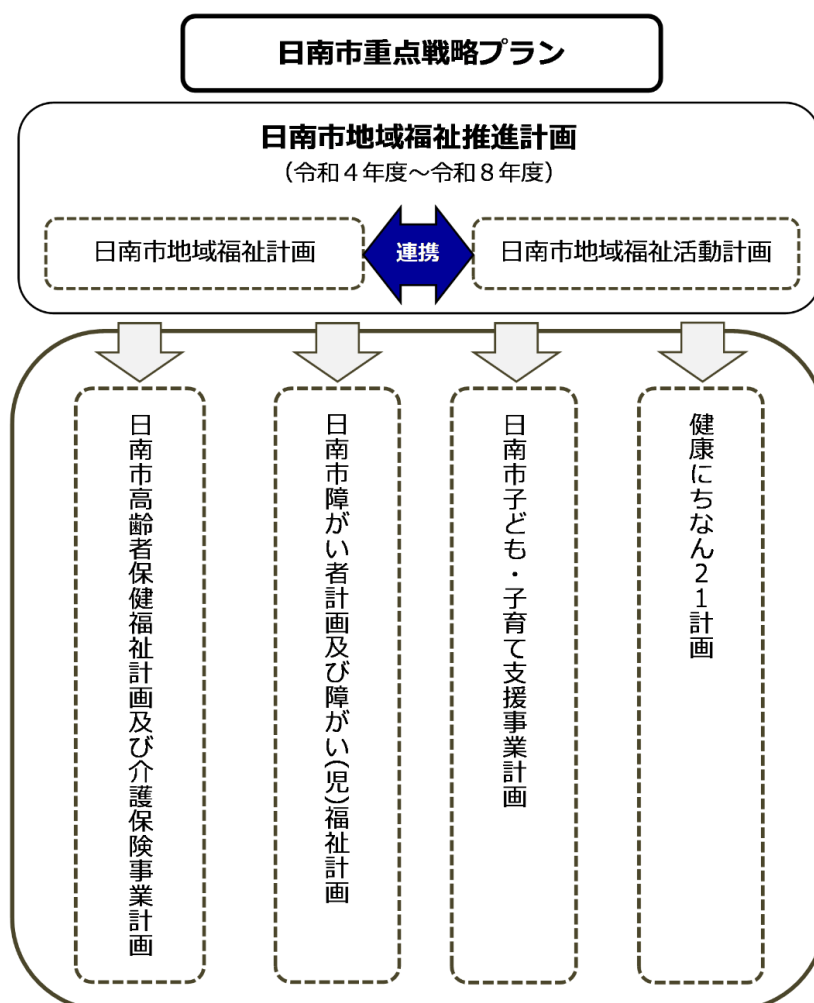 日南市重点戦略プラン
日南市地域福祉推進計画
（令和４年度～令和８年度）
日南市地域福祉計画
連携
日南市地域福祉活動計画
日南市高齢者保健福祉計画及び介護保険事業計画
日南市障がい者計画及び障がい(児)福祉計画
日南市子ども・子育て支援事業計画
健康にちなん２１計画